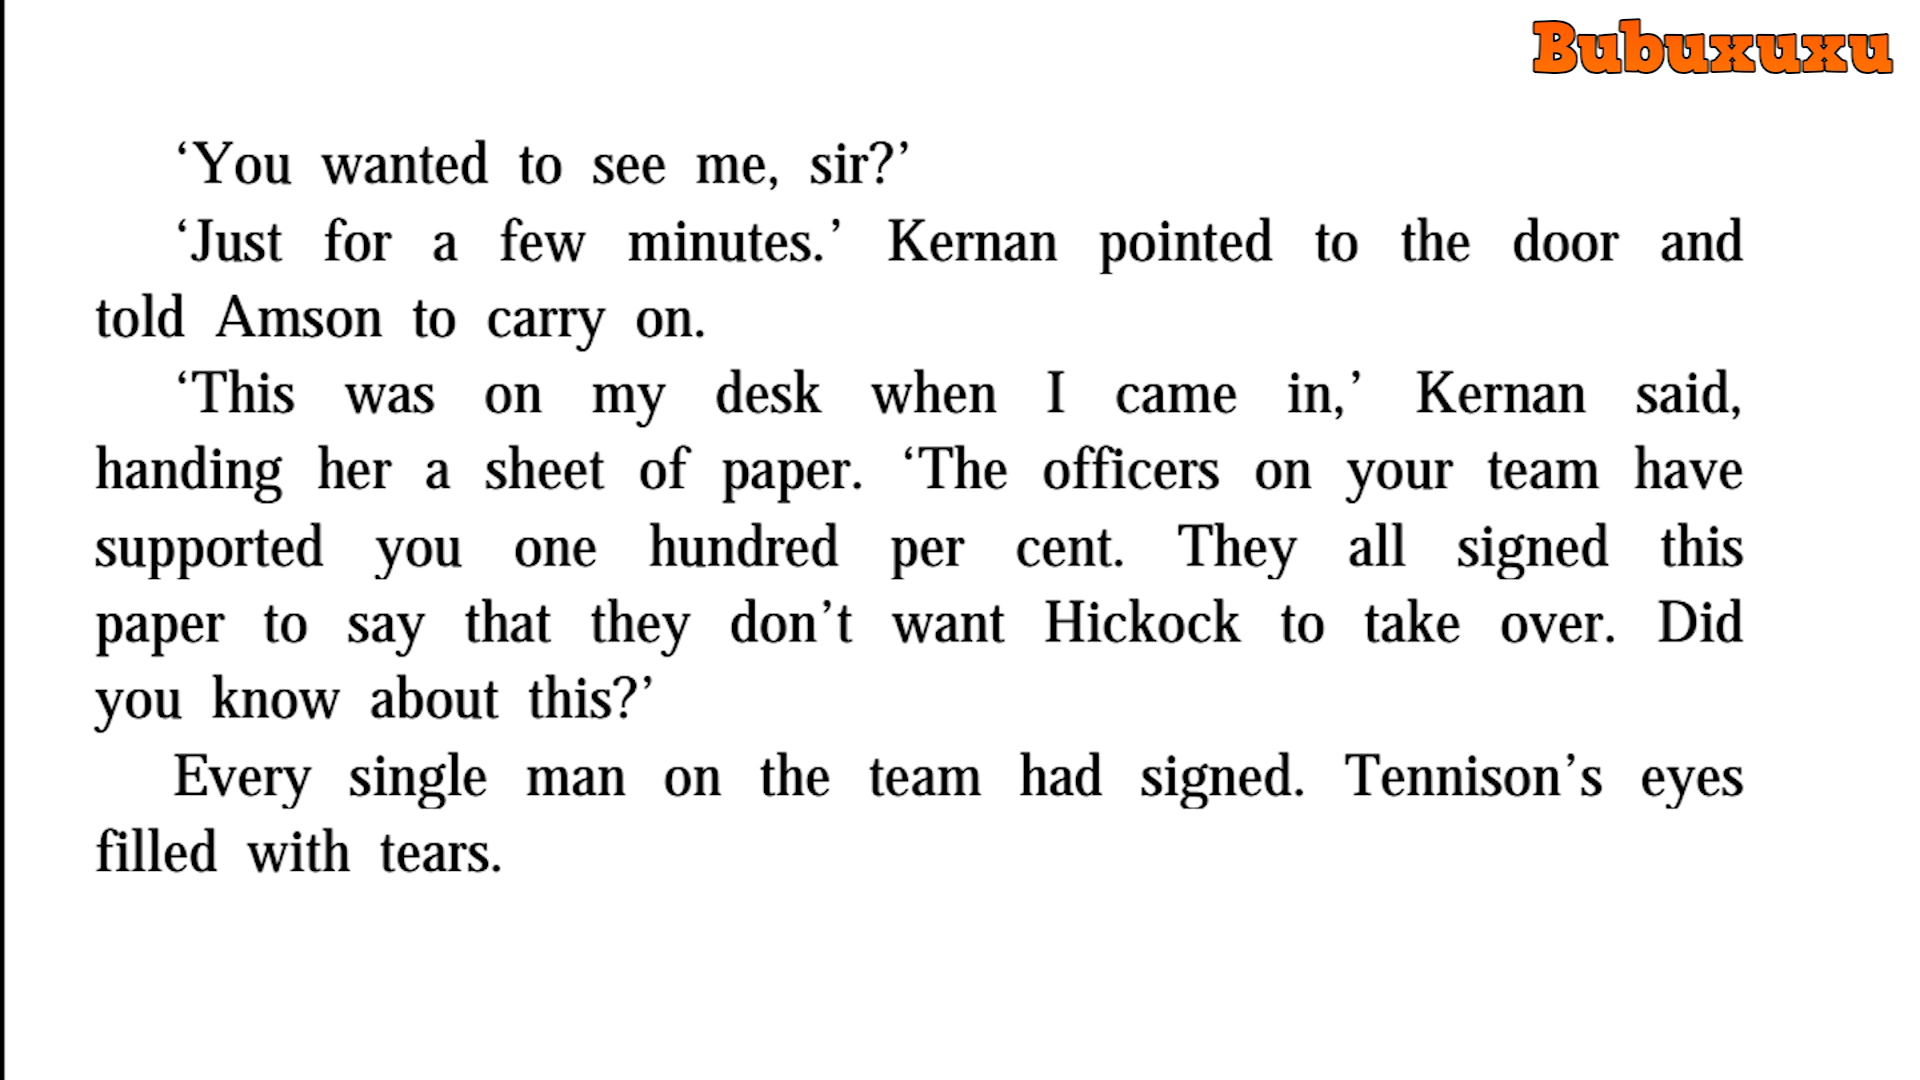 Bubuxuxu
‘You wanted to see me, sir?’
‘Just for a few minutes.’ Kernan pointed to the door and
told Amson to carry on.
‘This was on my desk when I came in,’ Kernan said,
handing her a sheet of paper. ‘The officers on your team have
supported you one hundred per cent. They all signed this
paper to say that they don’t want Hickock to take over. Did
you know about this?’
Every single man on the team had signed. Tennison’s eyes
filled with tears.